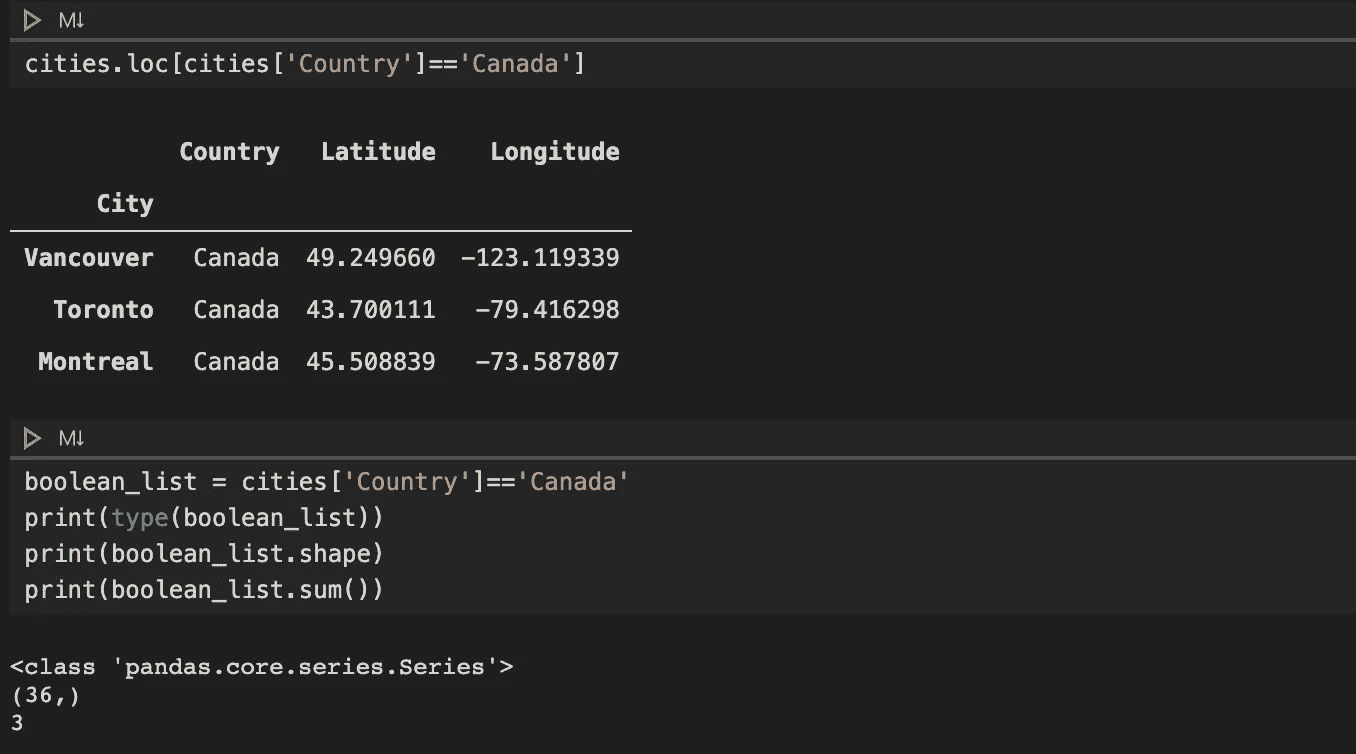 M↓
cities.loc[cities['Country']=='Canada']
Country Latitude Longitude
City
Vancouver Canada 49.249660 −123.119339
Toronto Canada 43.700111 −79.416298
Montreal Canada 45.508839 −73.587807
M↓
boolean_list = cities['Country']=='Canada'
print(type(boolean_list))
print(boolean_list.shape)
print(boolean_list.sum())
<class 'pandas.core.series.Series'>
(36,)
3